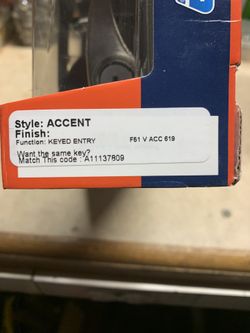 Style: ACCENT
Finish:
Function: KEYED ENTRY F51 V ACC 619
Want the same key?
Match This code : A11137809